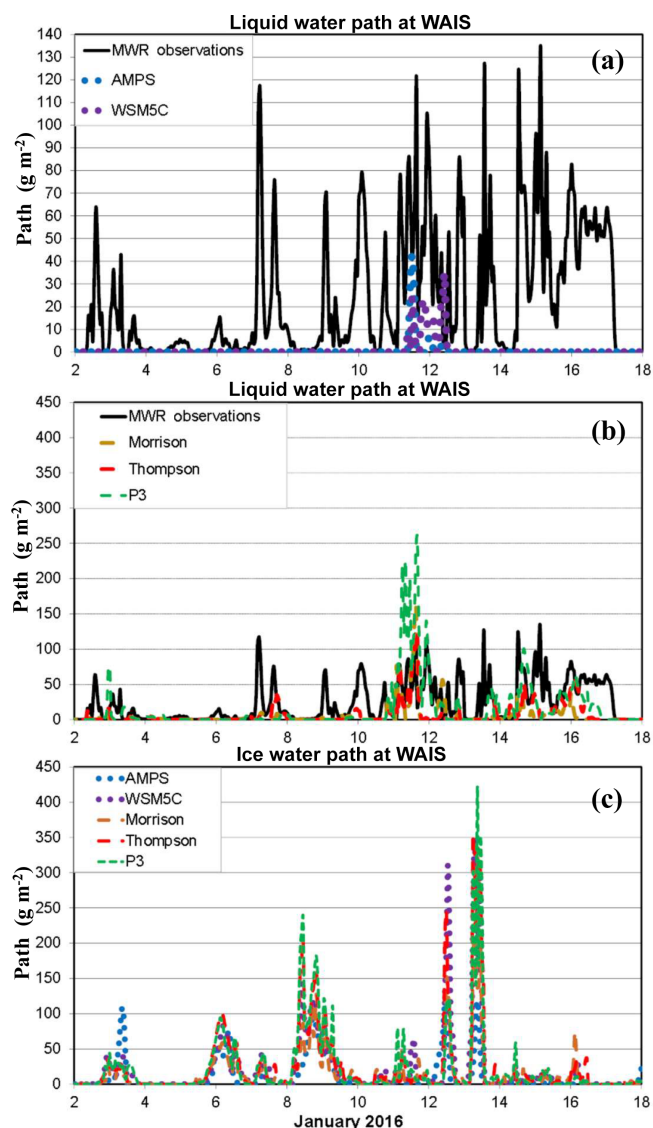 Liquid water path at WAIS
140
130
120
110
100
90
80
70
60
50
40
30
20
10
0
Path (g m-2)
MWR observations
AMPS
WSM5C
(a)
2 4 6 8 10 12 14 16 18
Liquid water path at WAIS
450
400
350
300
250
200
150
100
50
0
Path (g m-2)
MWR observations
Morrison
Thompson
P3
(b)
2 4 6 8 10 12 14 16 18
Ice water path at WAIS
450
400
350
300
250
200
150
100
50
0
Path (g m-2)
AMPS
WSM5C
Morrison
Thompson
P3
(c)
2 4 6 8 10 12 14 16 18
January 2016